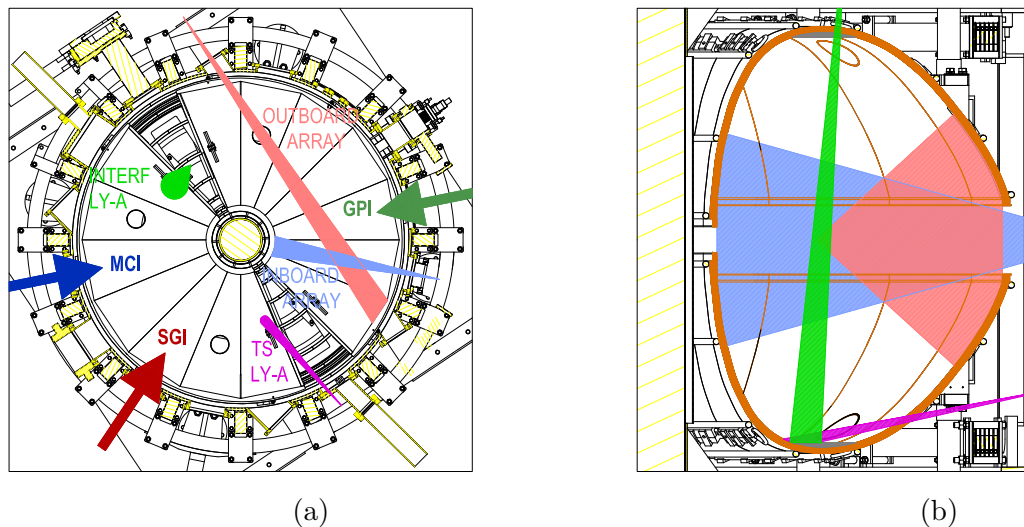 OUTBOARD
ARRAY
INTERF
LY-A
GPI
MCI
INBOARD
ARRAY
SGI
TS
LY-A
(a)
(b)